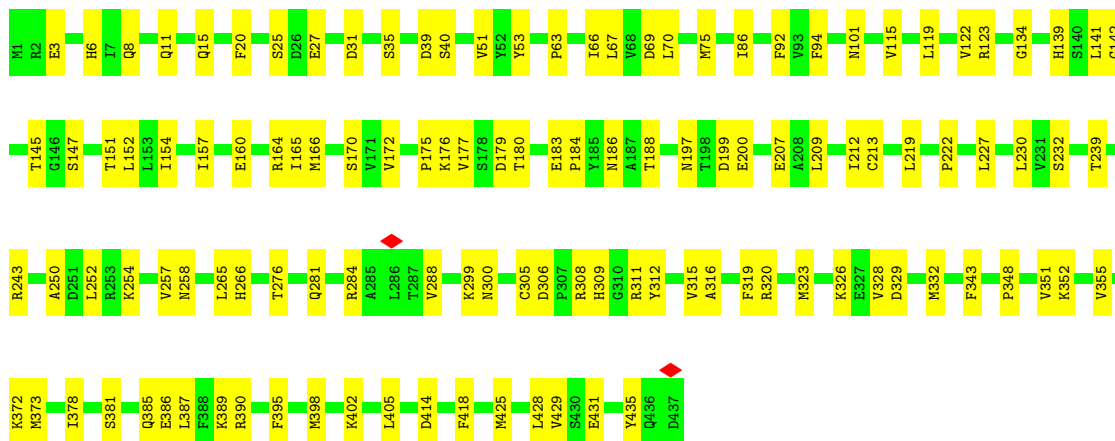 M1 R2 E3 H6 I7 Q8 Q11 Q15 F20 S25 D26 E27 D31 S35 D39 S40 V51 Y52 Y53 P63 I66 L67 V68 D69 L70 M75 I86 F92 V93 F94 N101 V115 L119 V122 R123 G134 H139 S140 L141 G142
T145 G146 S147 T151 L152 L153 I154 I157 E160 R164 I165 M166 S170 V171 V172 P175 K176 V177 S178 D179 T180 E183 P184 Y185 N186 A187 T188 N197 T198 D199 E200 E207 A208 L209 I212 C213 L219 P222 L227 L230 V231 S232 T239
R243 A250 D251 L252 R253 K254 V257 N258 L265 H266 T276 Q281 R284 A285 L286 T287 V288 K299 N300 C305 D306 P307 R308 H309 G310 R311 Y312 V315 A316 F319 R320 M323 K326 E327 V328 D329 M332 F343 P348 V351 K352 V355
K372 M373 I378 S381 Q385 E386 L387 F388 K389 R390 F395 M398 K402 L405 D414 F418 M425 L428 V429 S430 E431 Y435 Q436 D437